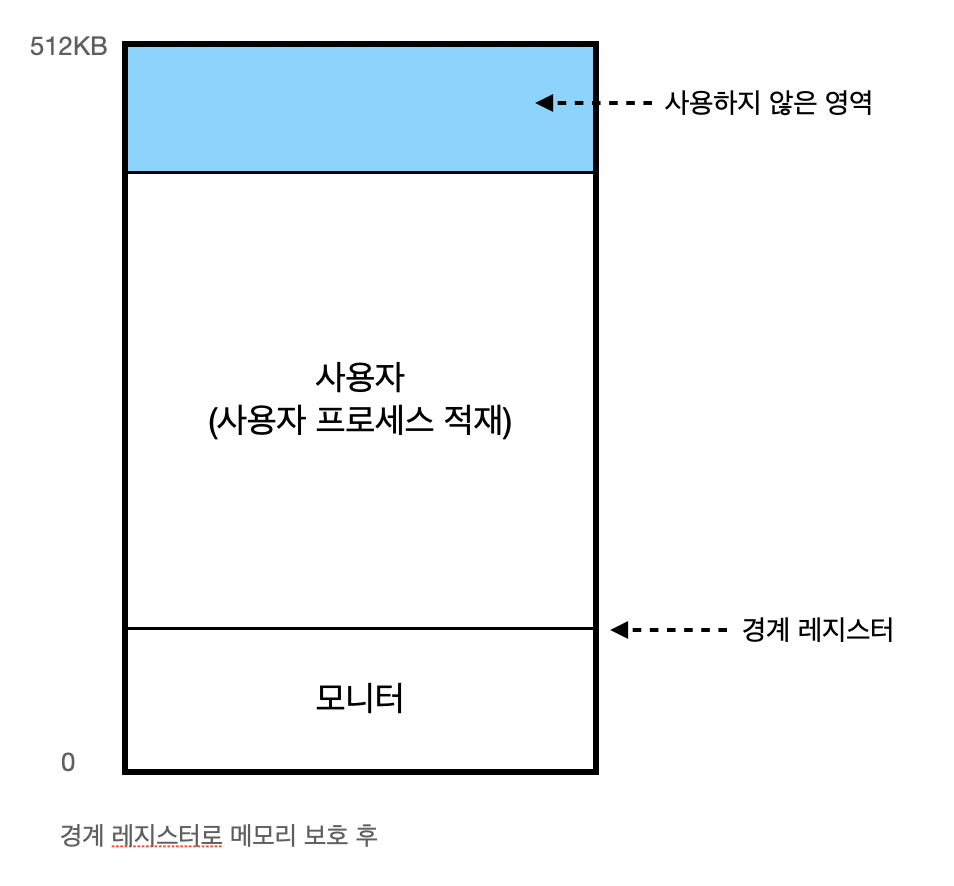 512KB
사용하지 않은 영역
사용자
(사용자 프로세스 적재)
경계 레지스터
모니터
0
경계 레지스터로 메모리 보호 후